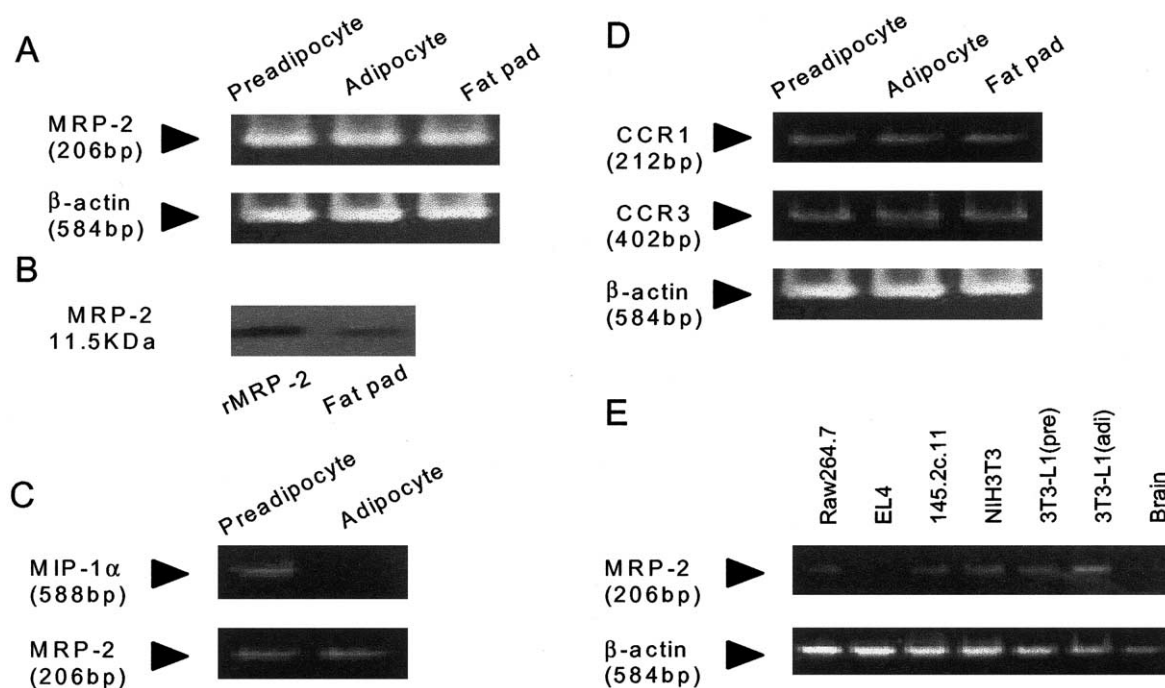 A
Preadipocyte
Adipocyte
Fat pad
MRP-2
(206bp)
β-actin
(584bp)
B
MRP-2
11.5KDa
rMRP-2
Fat pad
C
Preadipocyte
Adipocyte
MIP-1α
(588bp)
MRP-2
(206bp)
D
Preadipocyte
Adipocyte
Fat pad
CCR1
(212bp)
CCR3
(402bp)
β-actin
(584bp)
E
Raw264.7
EL4
145.2c.11
NIH3T3
3T3-L1(pre)
3T3-L1(adi)
Brain
MRP-2
(206bp)
β-actin
(584bp)